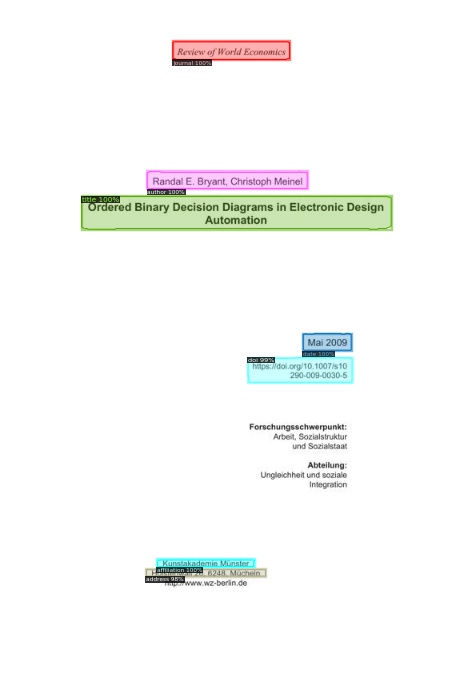 Review of World Economics
journal 100%
Randal E. Bryant, Christoph Meinel
author 100%
title 100%
Ordered Binary Decision Diagrams in Electronic Design
Automation
Mai 2009
date 100%
doi 99%
https://doi.org/10.1007/s10
290-009-0030-5
Forschungsschwerpunkt:
Arbeit, Sozialstruktur
und Sozialstaat
Abteilung:
Ungleichheit und soziale
Integration
Kunstakademie Münster
affiliation 100%
6248, Mücheln
address 98%
http://www.wz-berlin.de